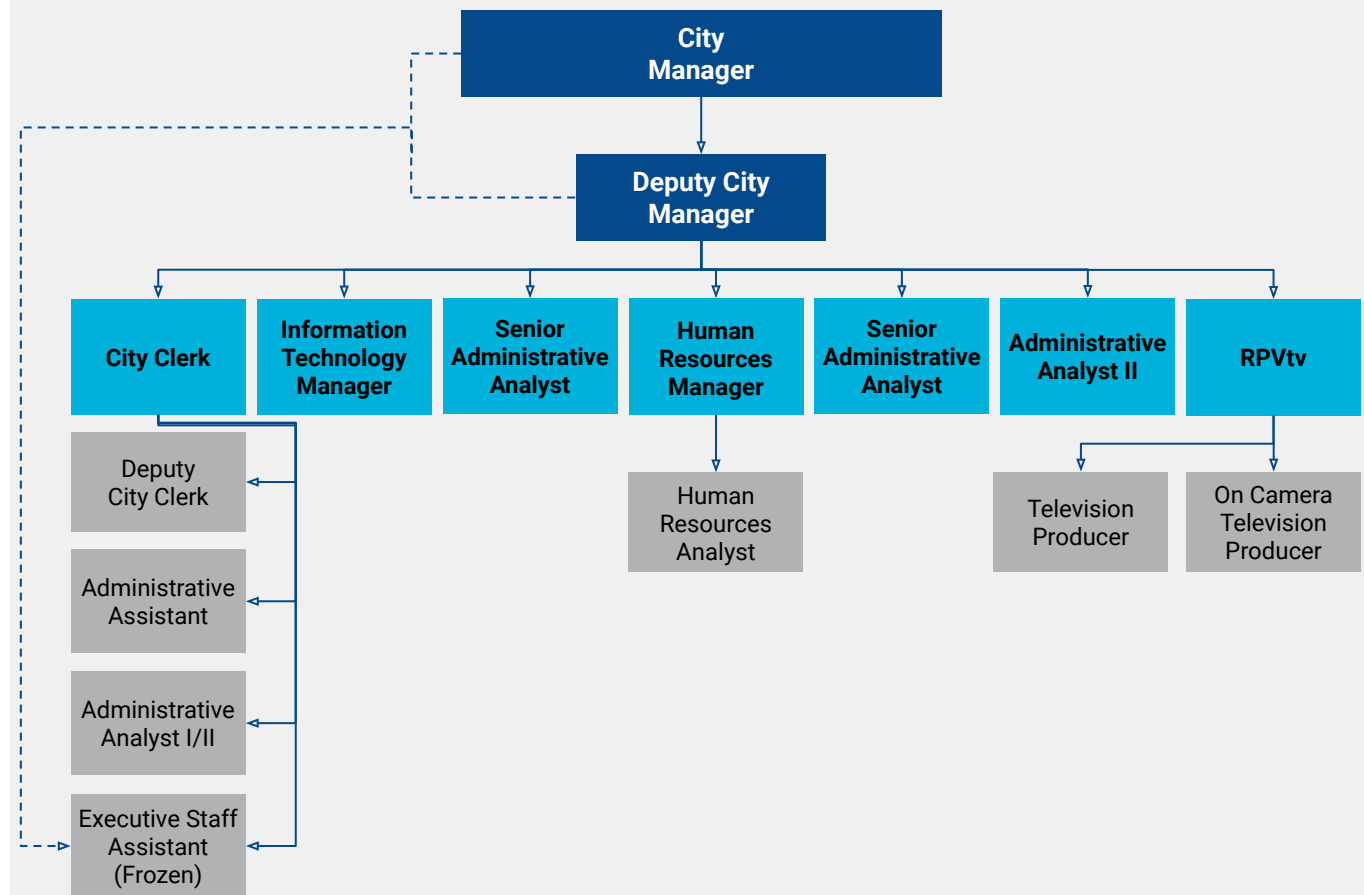 City
Manager
Deputy City
Manager
City Clerk
Information
Technology
Manager
Senior
Administrative
Analyst
Human
Resources
Manager
Senior
Administrative
Analyst
Administrative
Analyst II
RPVtv
Deputy
City Clerk
Administrative
Assistant
Administrative
Analyst I/II
Executive Staff
Assistant
(Frozen)
Human
Resources
Analyst
Television
Producer
On Camera
Television
Producer